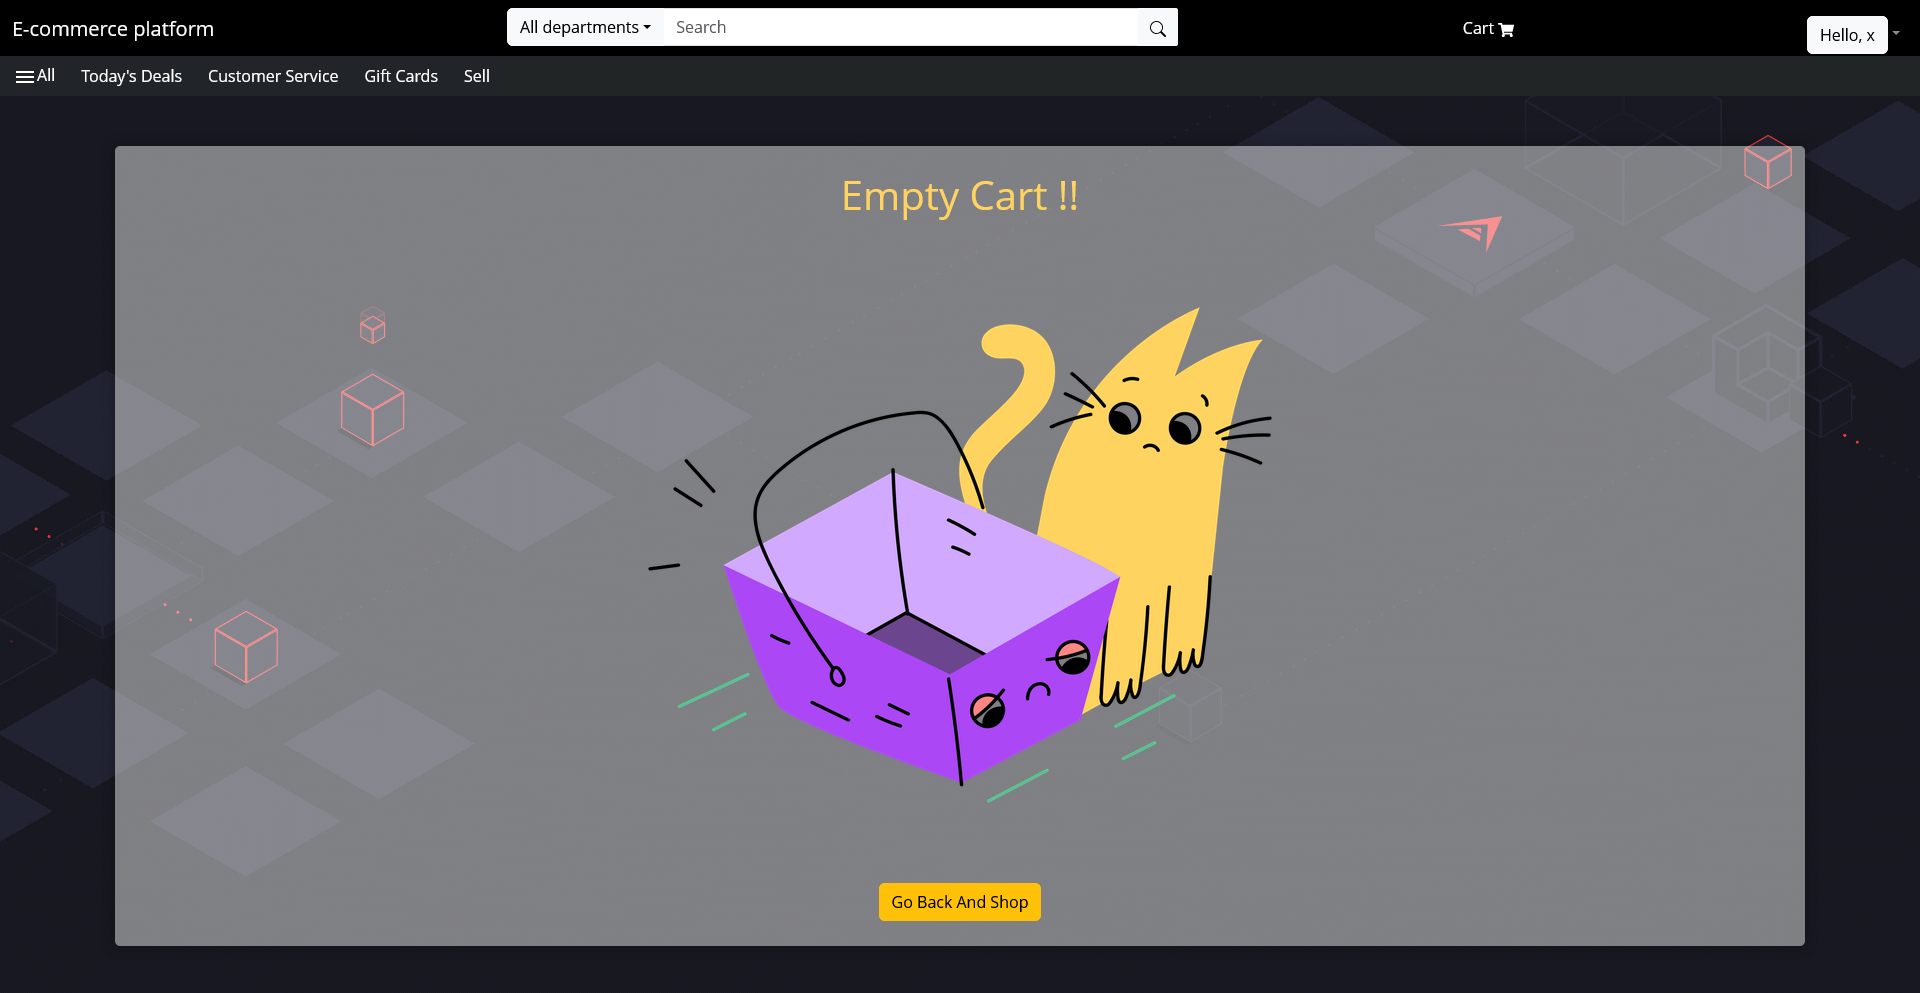 E-commerce platform
All departments
Search
Cart
Hello, x
All
Today's Deals
Customer Service
Gift Cards
Sell
Empty Cart !!
Go Back And Shop